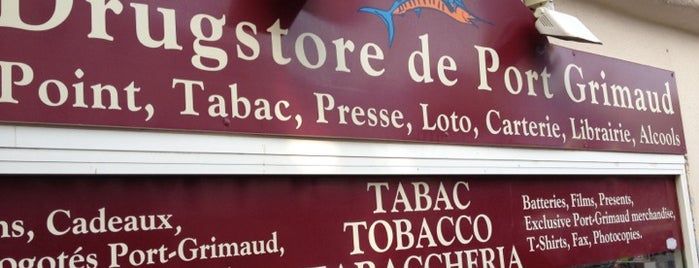 Drugstore de Port Grimaud
Point, Tabac, Presse, Loto, Carterie, Librairie, Alcools
Cadeaux,
Port-Grimaud,
TABAC
TOBACCO
TABACCHERIA
Batteries, Films, Presents,
Exclusive Port-Grimaud merchandise,
T-Shirts, Fax, Photocopies.